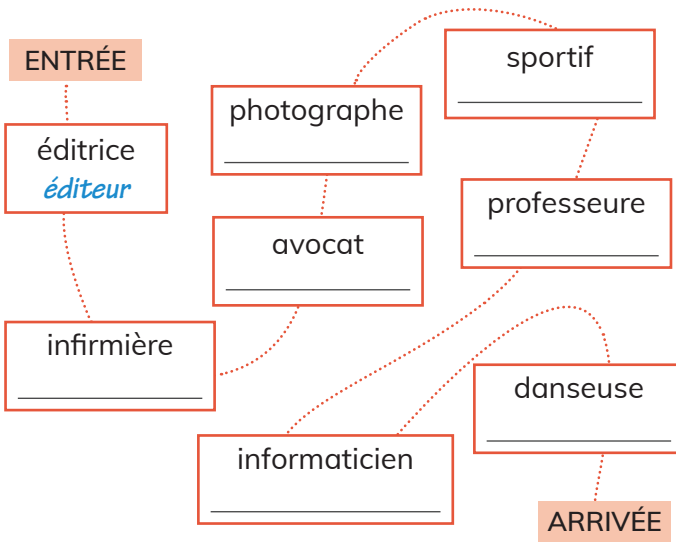 ENTRÉE
éditrice
éditeur
infirmière
avocat
photographe
sportif
professeure
informaticien
danseuse
ARRIVÉE